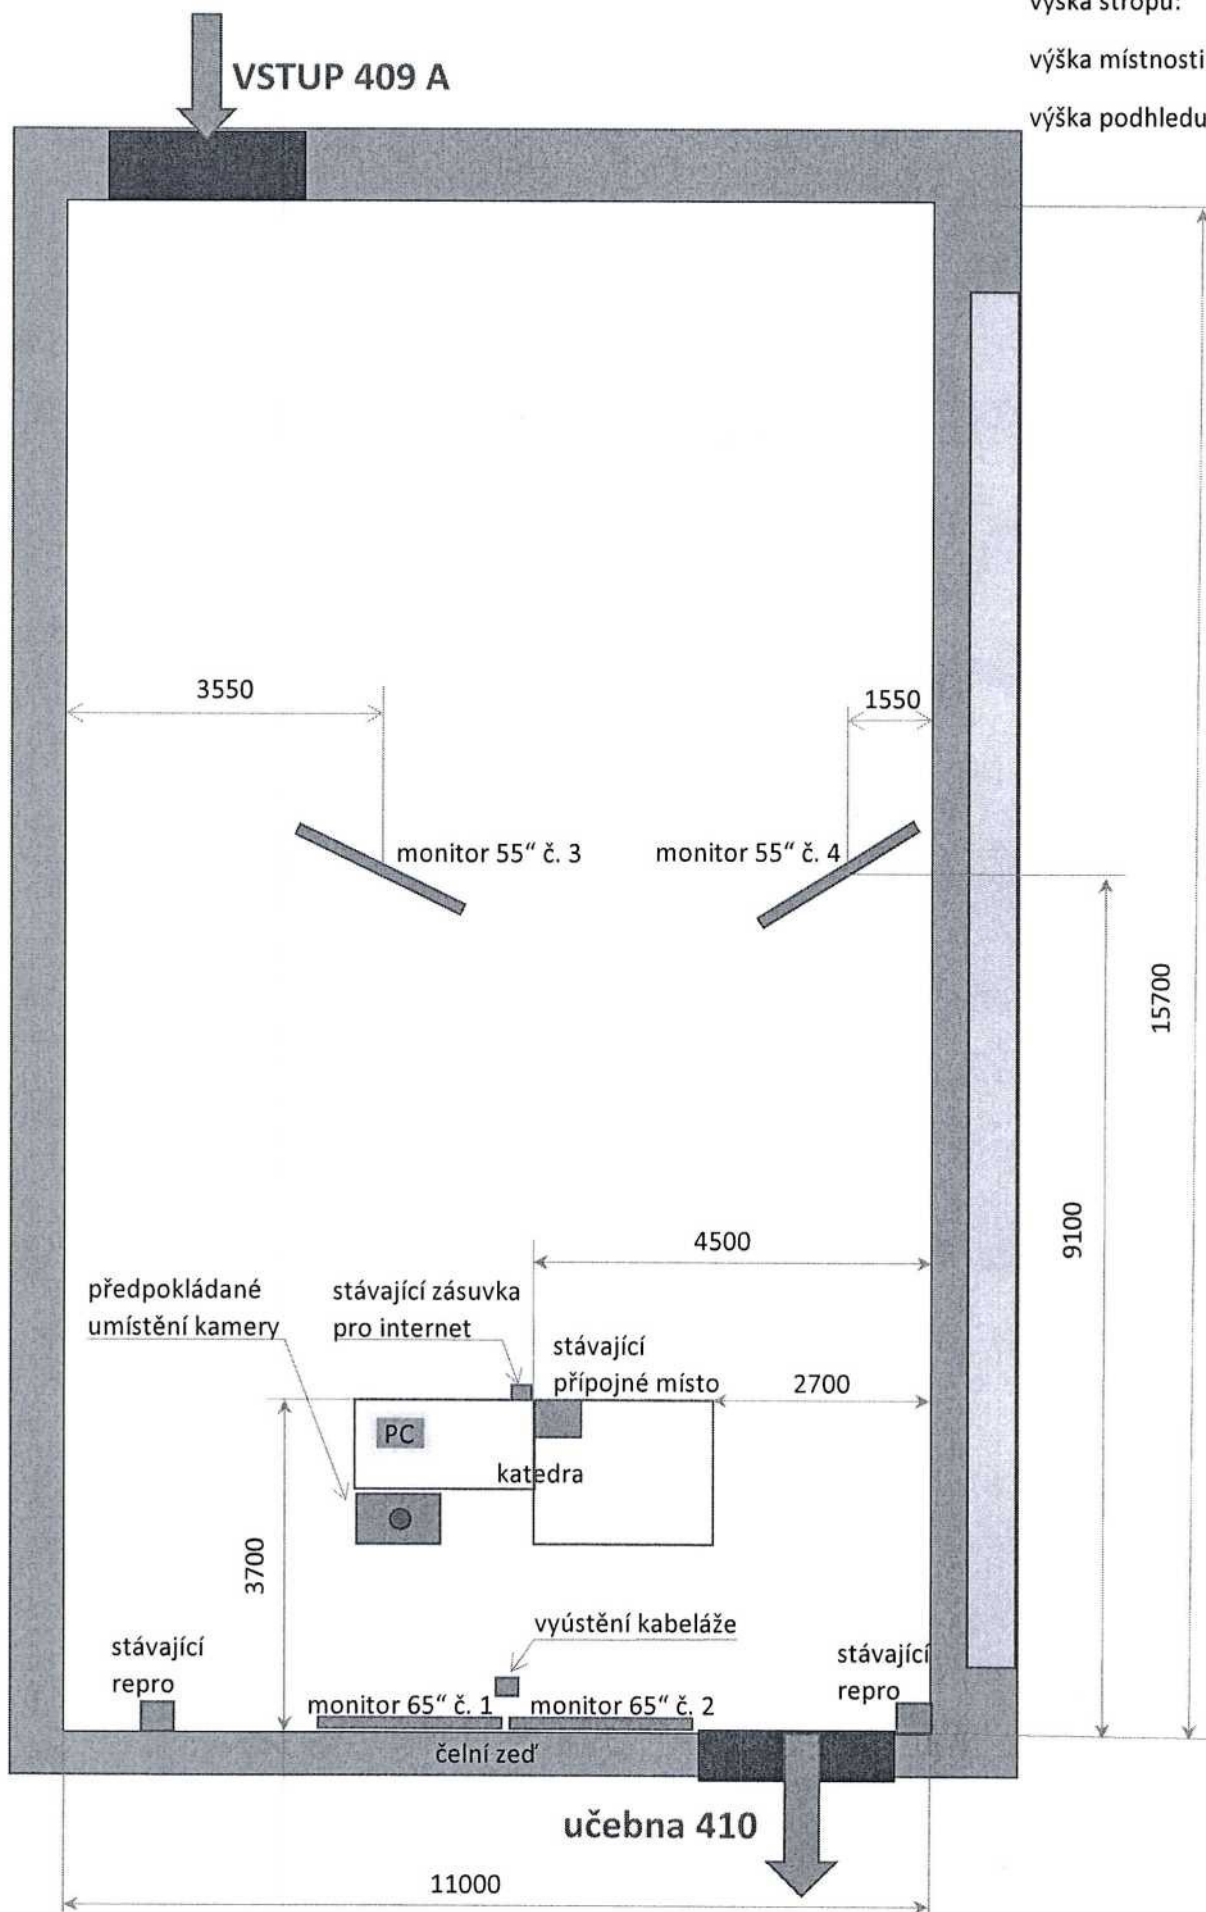 výška stropu:
výška místnosti
výška podhledu
VSTUP 409 A
3550
1550
monitor 55“ č. 3
monitor 55“ č. 4
15700
9100
4500
předpokládané
umístění kamery
stávající zásuvka
pro internet
stávající
přípojné místo
2700
PC
katedra
3700
vyústění kabeláže
stávající
repro
stávající
repro
monitor 65“ č. 1
monitor 65“ č. 2
čelní zeď
učebna 410
11000